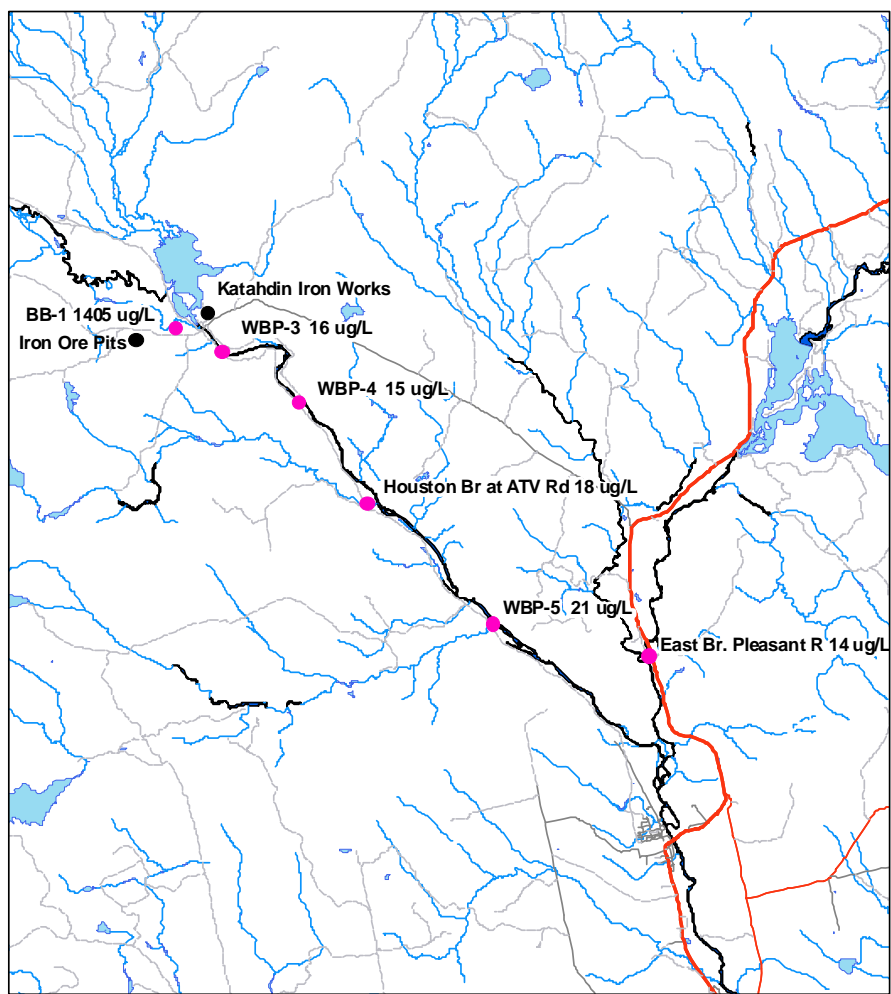 Katahdin Iron Works
BB-1 1405 ug/L
WBP-3 16 ug/L
Iron Ore Pits
WBP-4 15 ug/L
Houston Br at ATV Rd 18 ug/L
WBP-5 21 ug/L
East Br. Pleasant R 14 ug/L